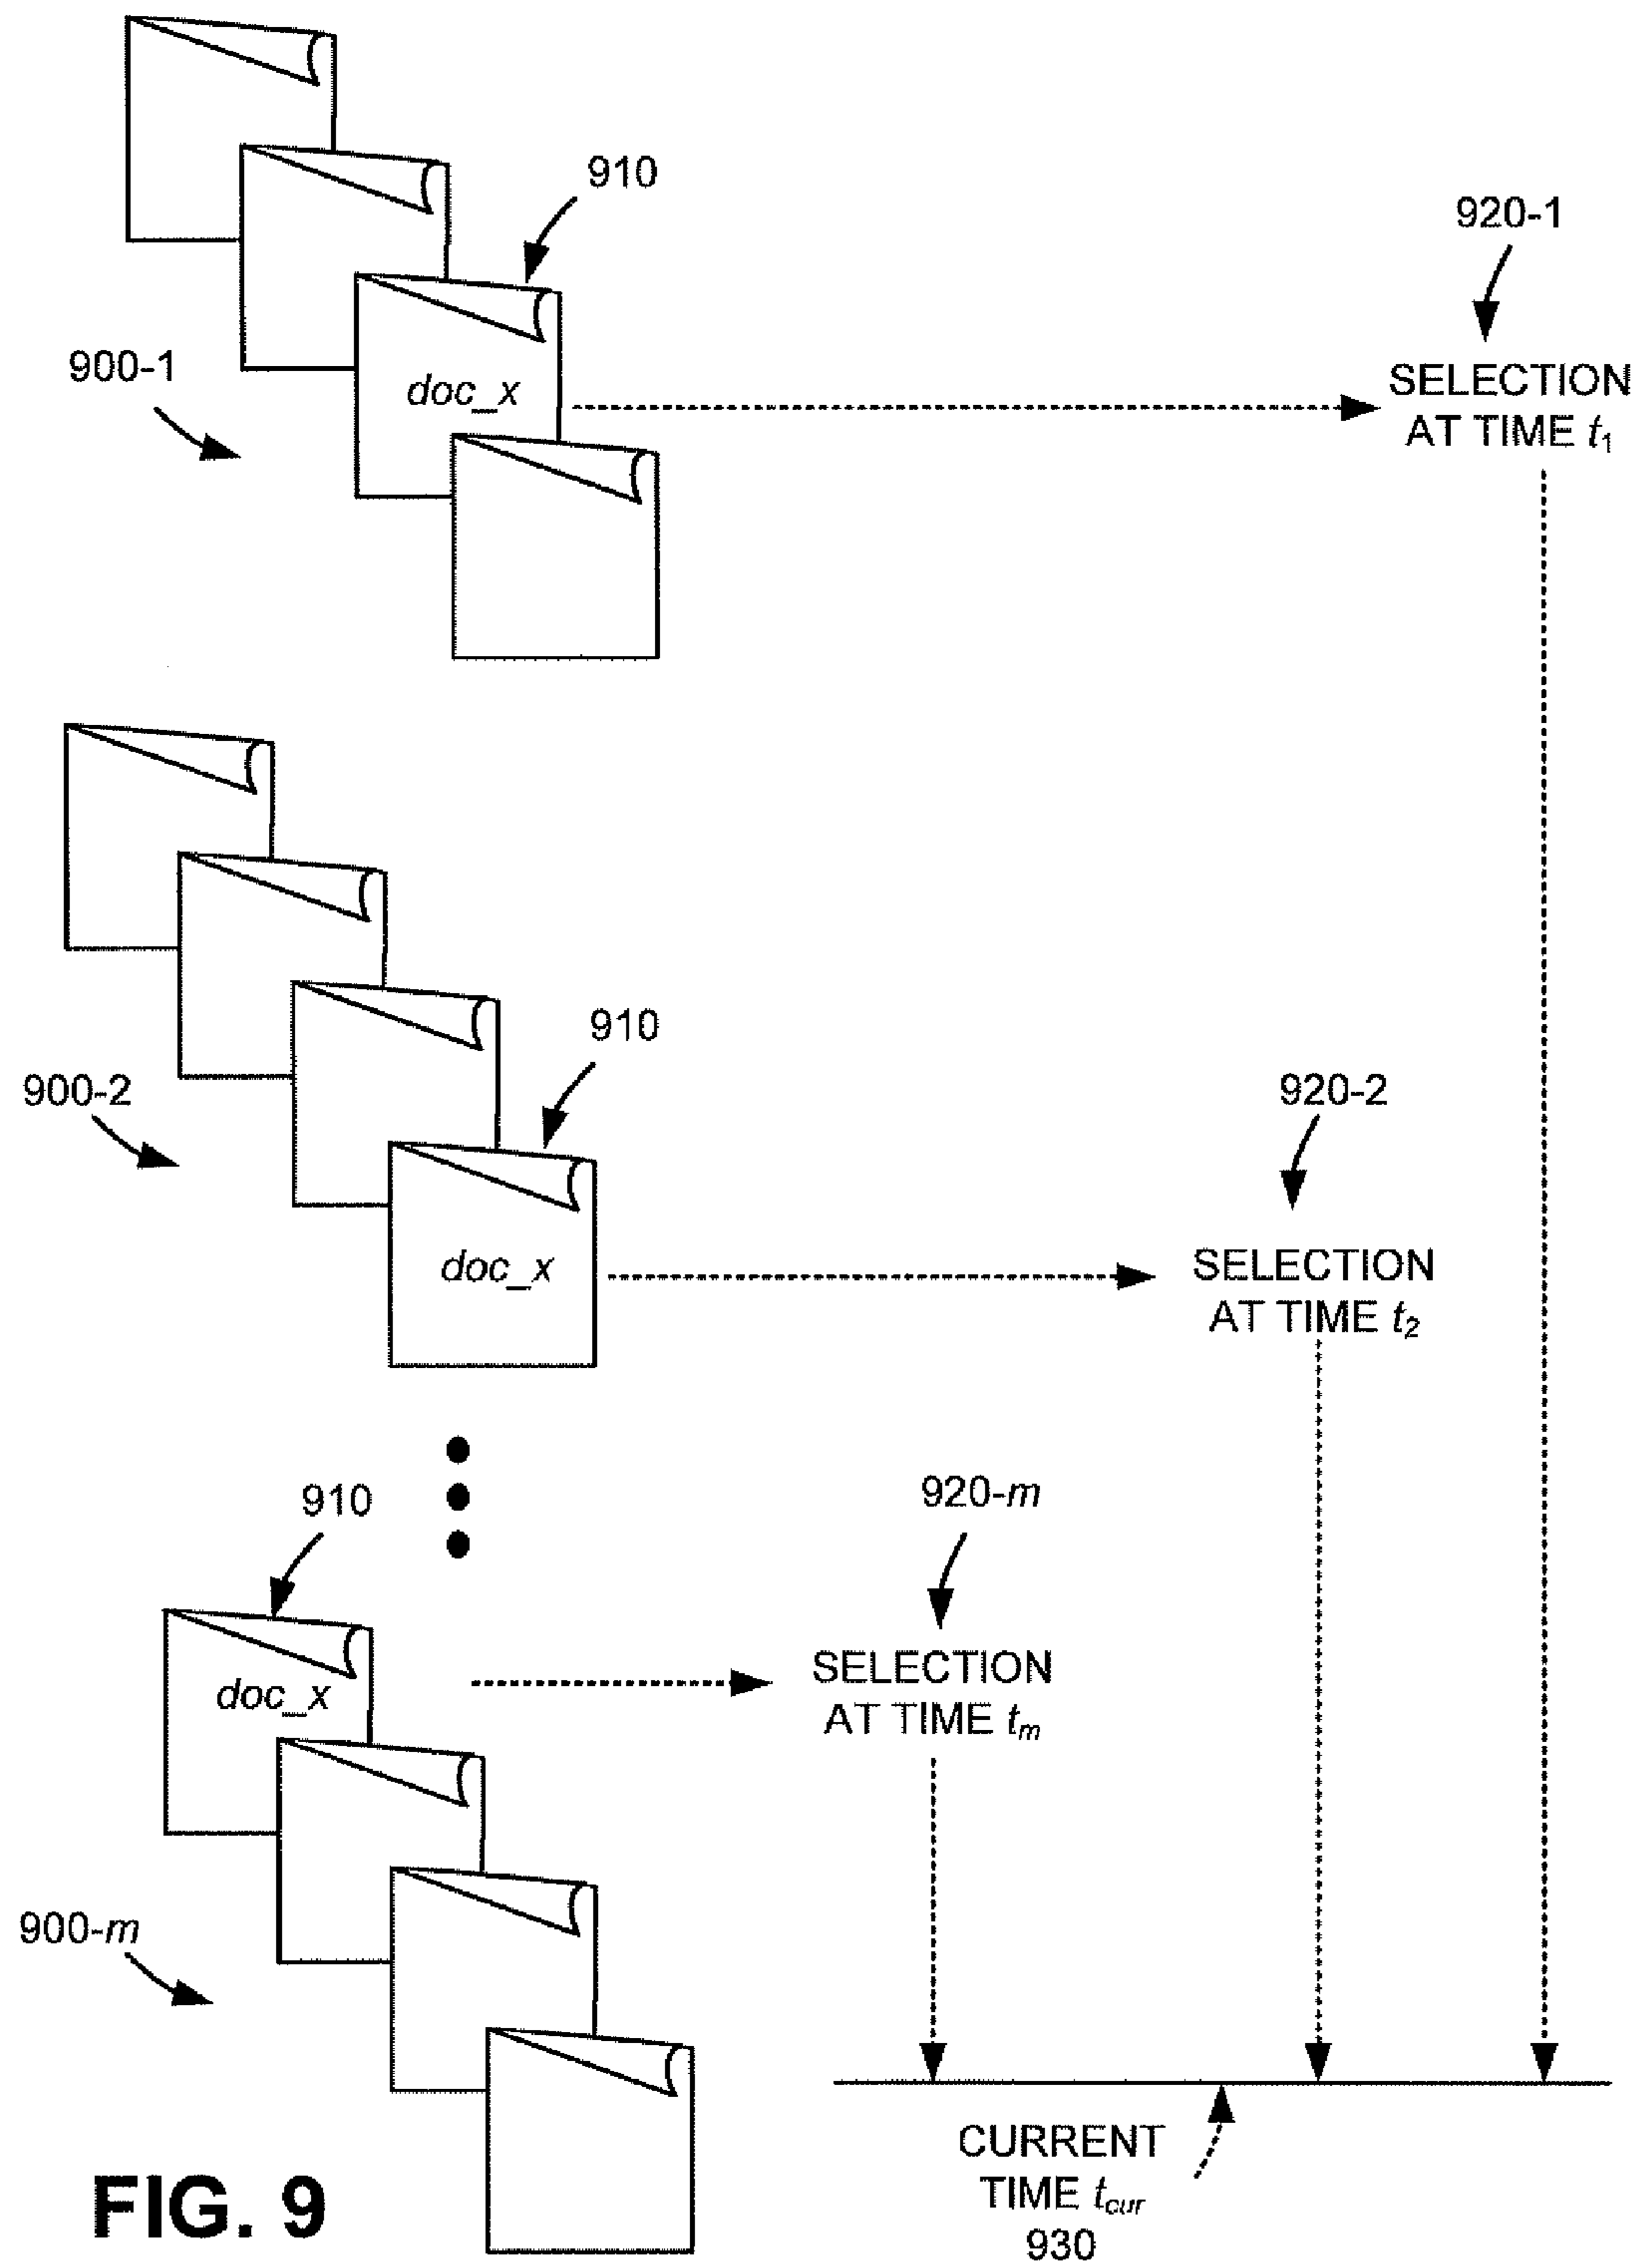 910
920-1
900-1
doc_x
SELECTION
AT TIME t1
910
900-2
920-2
doc_x
SELECTION
AT TIME t2
910
920-m
doc_x
SELECTION
AT TIME tm
900-m
CURRENT
TIME tcur
930
FIG. 9